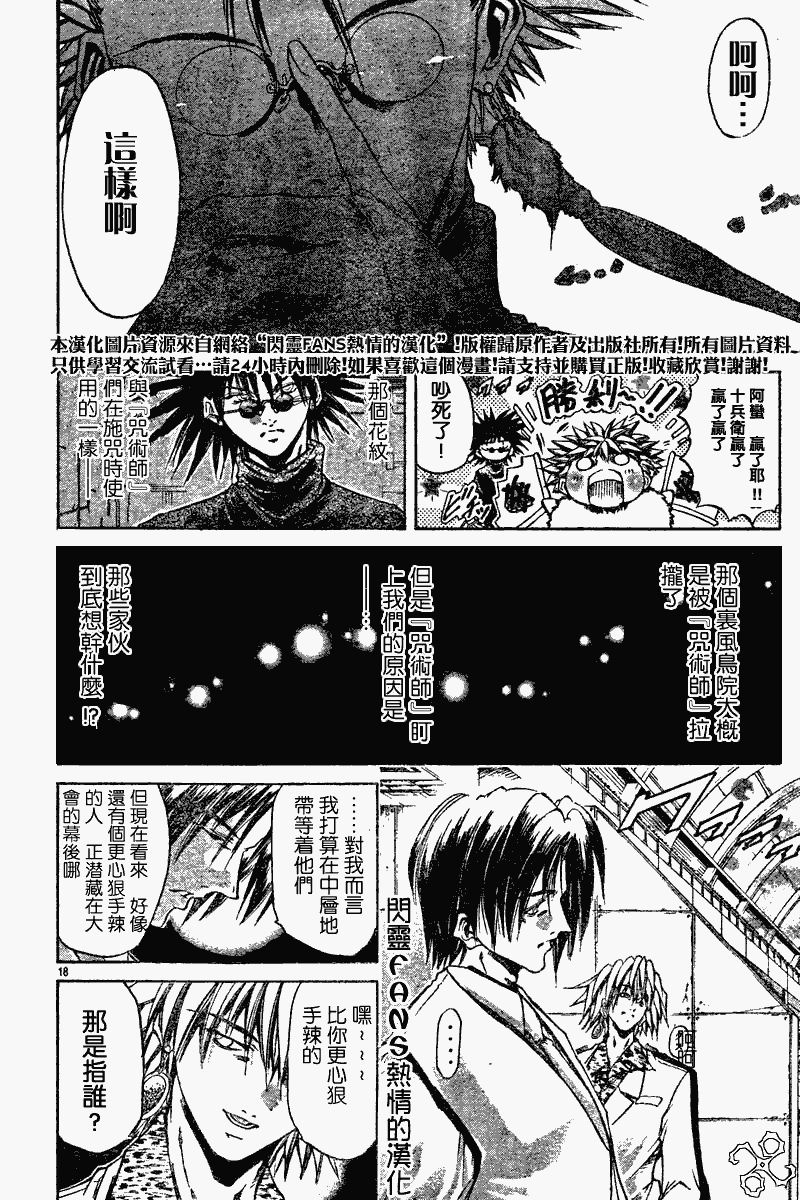 呵呵…
這樣啊
本漢化圖片資源來自網絡“閃靈FANS熱情的漢化”!版權歸原作者及出版社所有!所有圖片資料
只供學習交流試看…請24小時內刪除!如果喜歡這個漫畫!請支持並購買正版!收藏欣賞!謝謝!
阿蠻 贏了耶!!
十兵衛贏了
贏了贏了
勝利~!!
吵死了!
那個花紋
與『咒術師』
們在施咒時使
用的一樣——
那個裏風鳥院大概
是被『咒術師』拉
攏了
但是『咒術師』盯
上我們的原因是
——…
那些家伙
到底想幹什麼!?
閃靈FANS熱情的漢化
…
呵呵
……對我而言
我打算在中層地
帶等着他們
但現在看來 好像
還有個更心狠手辣
的人 正潛藏在大
會的幕後哪
18
嘿~~~
比你更心狠
手辣的
那是指誰?